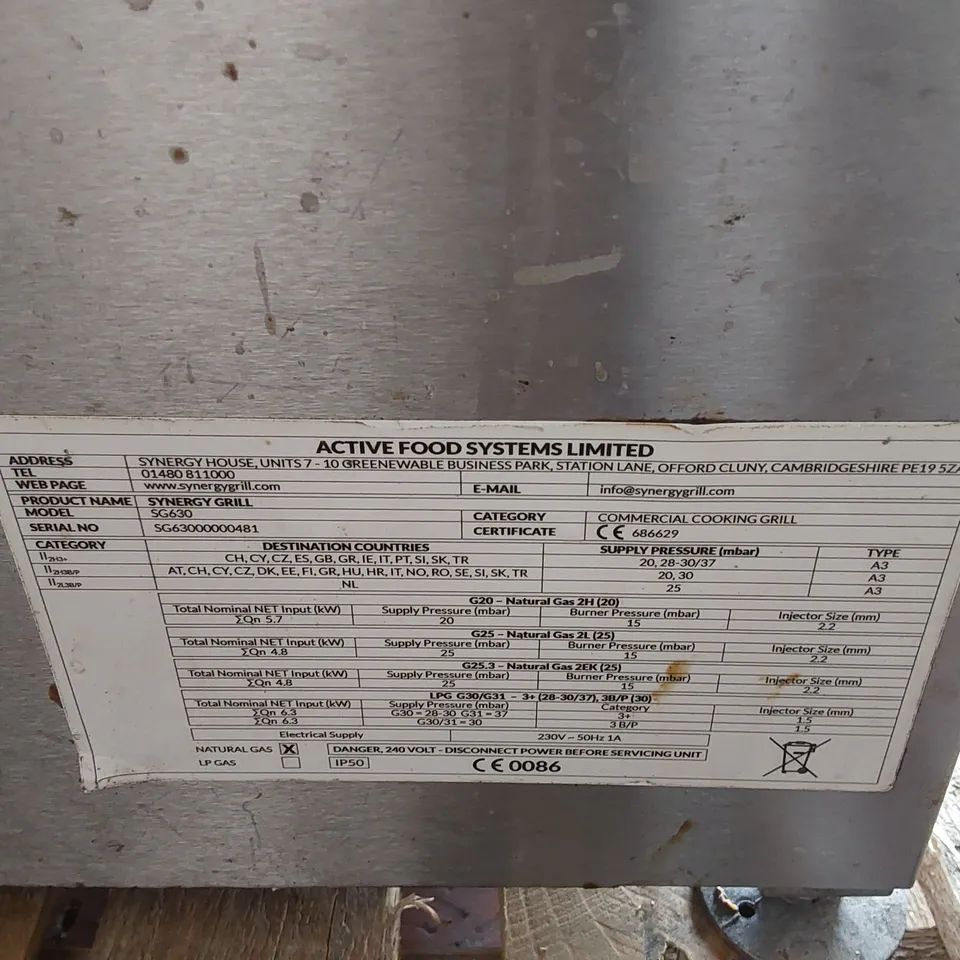 ACTIVE FOOD SYSTEMS LIMITED
ADDRESS SYNERGY HOUSE, UNITS 7 - 10 GREENEWABLE BUSINESS PARK, STATION LANE, OFFORD CLUNY, CAMBRIDGESHIRE PE19 5ZA
TEL 01480 811000
WEB PAGE www.synergygrill.com E-MAIL info@synergygrill.com
PRODUCT NAME SYNERGY GRILL
MODEL SG630 CATEGORY COMMERCIAL COOKING GRILL
SERIAL NO SG63000000481 CERTIFICATE CE 686629
CATEGORY DESTINATION COUNTRIES SUPPLY PRESSURE (mbar) TYPE
II2H3+ CH, CY, CZ, ES, GB, GR, IE, IT, PT, SI, SK, TR 20, 28-30/37 A3
II2H3B/P AT, CH, CY, CZ, DK, EE, FI, GR, HU, HR, IT, NO, RO, SE, SI, SK, TR 20, 30 A3
II2L3B/P NL 25 A3
G20 – Natural Gas 2H (20)
Total Nominal NET Input (kW) Supply Pressure (mbar) Burner Pressure (mbar) Injector Size (mm)
ΣQn 5.7 20 15 2.2
G25 – Natural Gas 2L (25)
Total Nominal NET Input (kW) Supply Pressure (mbar) Burner Pressure (mbar) Injector Size (mm)
ΣQn 4.8 25 15 2.2
G25.3 – Natural Gas 2EK (25)
Total Nominal NET Input (kW) Supply Pressure (mbar) Burner Pressure (mbar) Injector Size (mm)
ΣQn 4.8 25 15 2.2
LPG G30/G31 – 3+ (28-30/37), 3B/P (30)
Total Nominal NET Input (kW) Supply Pressure (mbar) Category Injector Size (mm)
ΣQn 6.3 G30 = 28-30 G31 = 37 3+ 1.5
ΣQn 6.3 G30/31 = 30 3 B/P 1.5
Electrical Supply 230V ~ 50Hz 1A
NATURAL GAS X DANGER, 240 VOLT - DISCONNECT POWER BEFORE SERVICING UNIT
LP GAS IP50 CE 0086